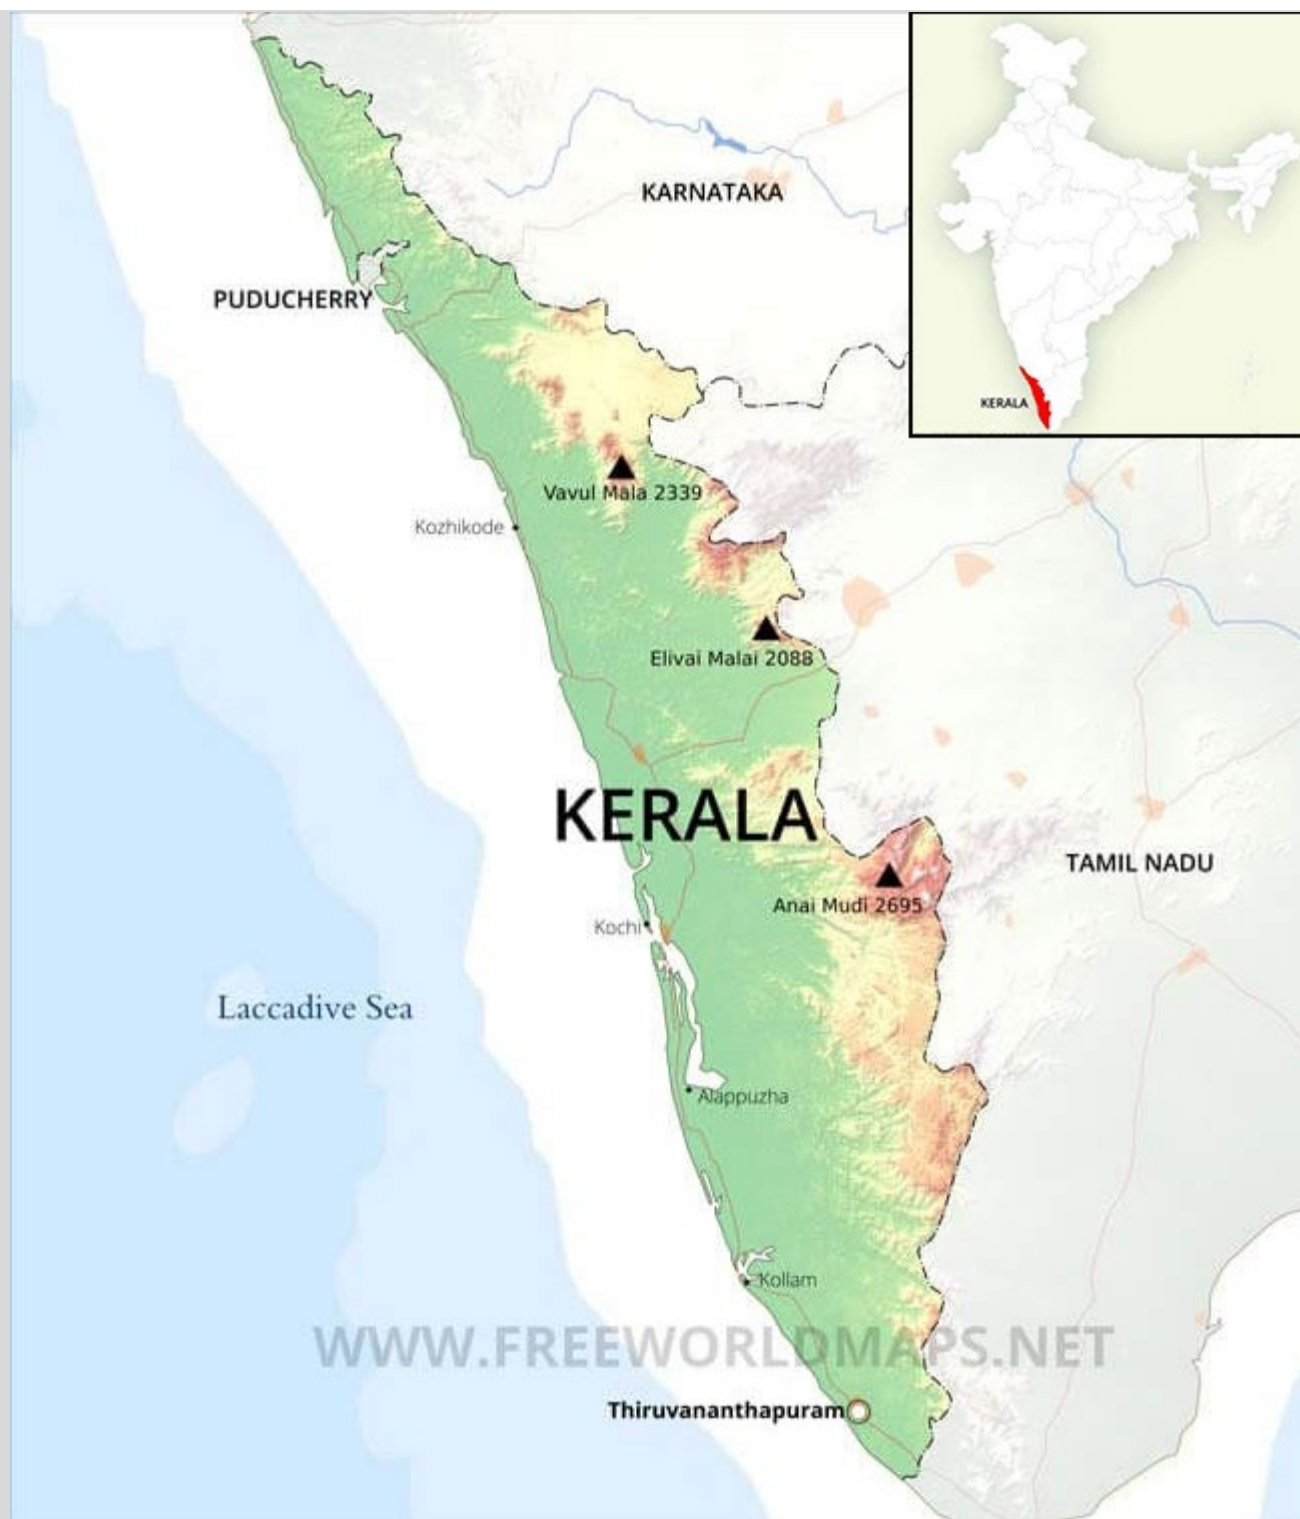 KARNATAKA
PUDUCHERRY
KERALA
Vavul Mala 2339
Kozhikode
Elivai Malai 2088
KERALA
TAMIL NADU
Anai Mudi 2695
Kochi
Laccadive Sea
Alappuzha
Kollam
WWW.FREEWORLDMAPS.NET
Thiruvananthapuram